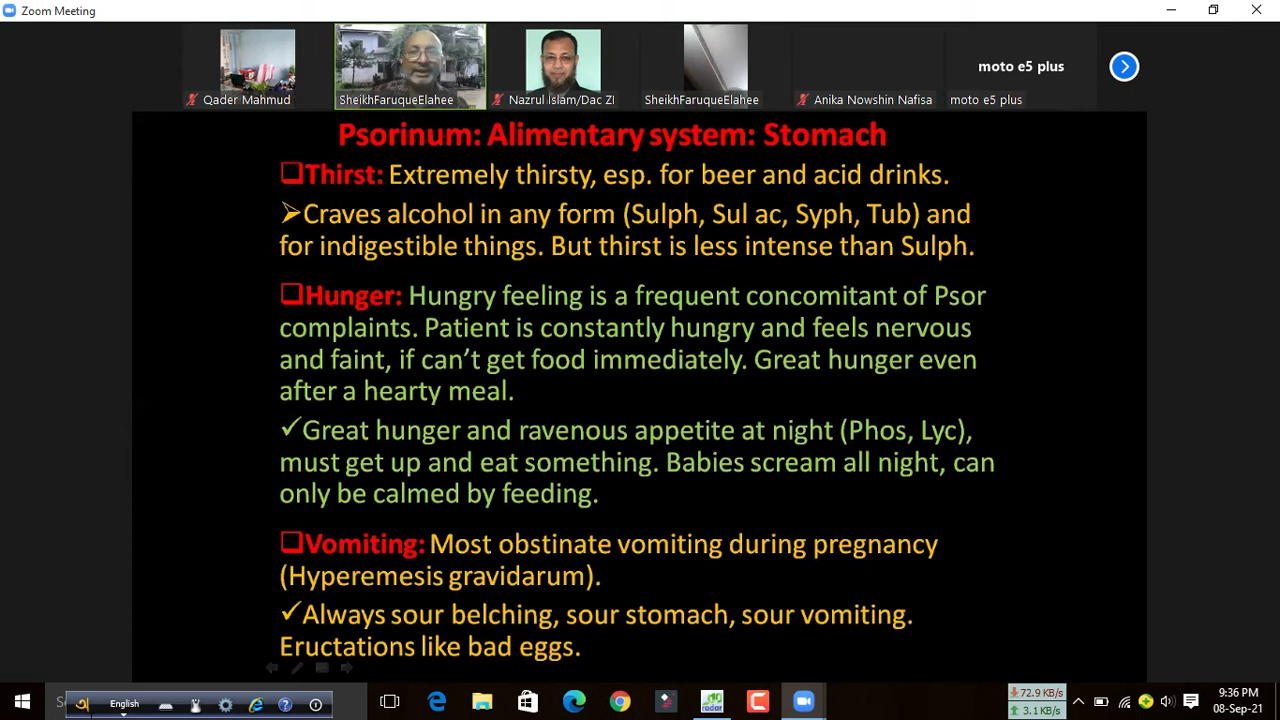 Zoom Meeting
Qader Mahmud
SheikhFaruqueElahee
Nazrul Islam/Dac ZI
SheikhFaruqueElahee
Anika Nowshin Nafisa
moto e5 plus
moto e5 plus
Psorinum: Alimentary system: Stomach
Thirst: Extremely thirsty, esp. for beer and acid drinks.
Craves alcohol in any form (Sulph, Sul ac, Syph, Tub) and
for indigestible things. But thirst is less intense than Sulph.
Hunger: Hungry feeling is a frequent concomitant of Psor
complaints. Patient is constantly hungry and feels nervous
and faint, if can't get food immediately. Great hunger even
after a hearty meal.
Great hunger and ravenous appetite at night (Phos, Lyc),
must get up and eat something. Babies scream all night, can
only be calmed by feeding.
Vomiting: Most obstinate vomiting during pregnancy
(Hyperemesis gravidarum).
Always sour belching, sour stomach, sour vomiting.
Eructations like bad eggs.
English
10
radar
72.9 KB/s
3.1 KB/s
9:36 PM
08-Sep-21